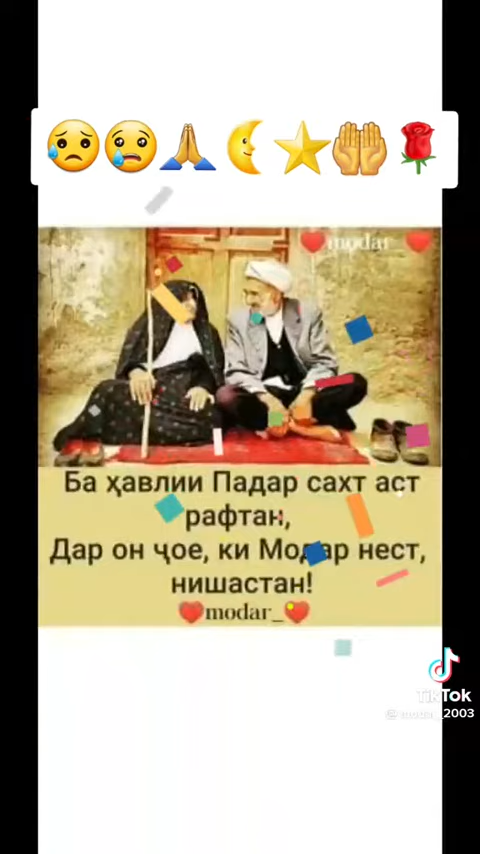 modar
Ба ҳавлии Падар сахт аст
рафтан,
Дар он ҷое, ки Модар нест,
нишастан!
modar_
TikTok